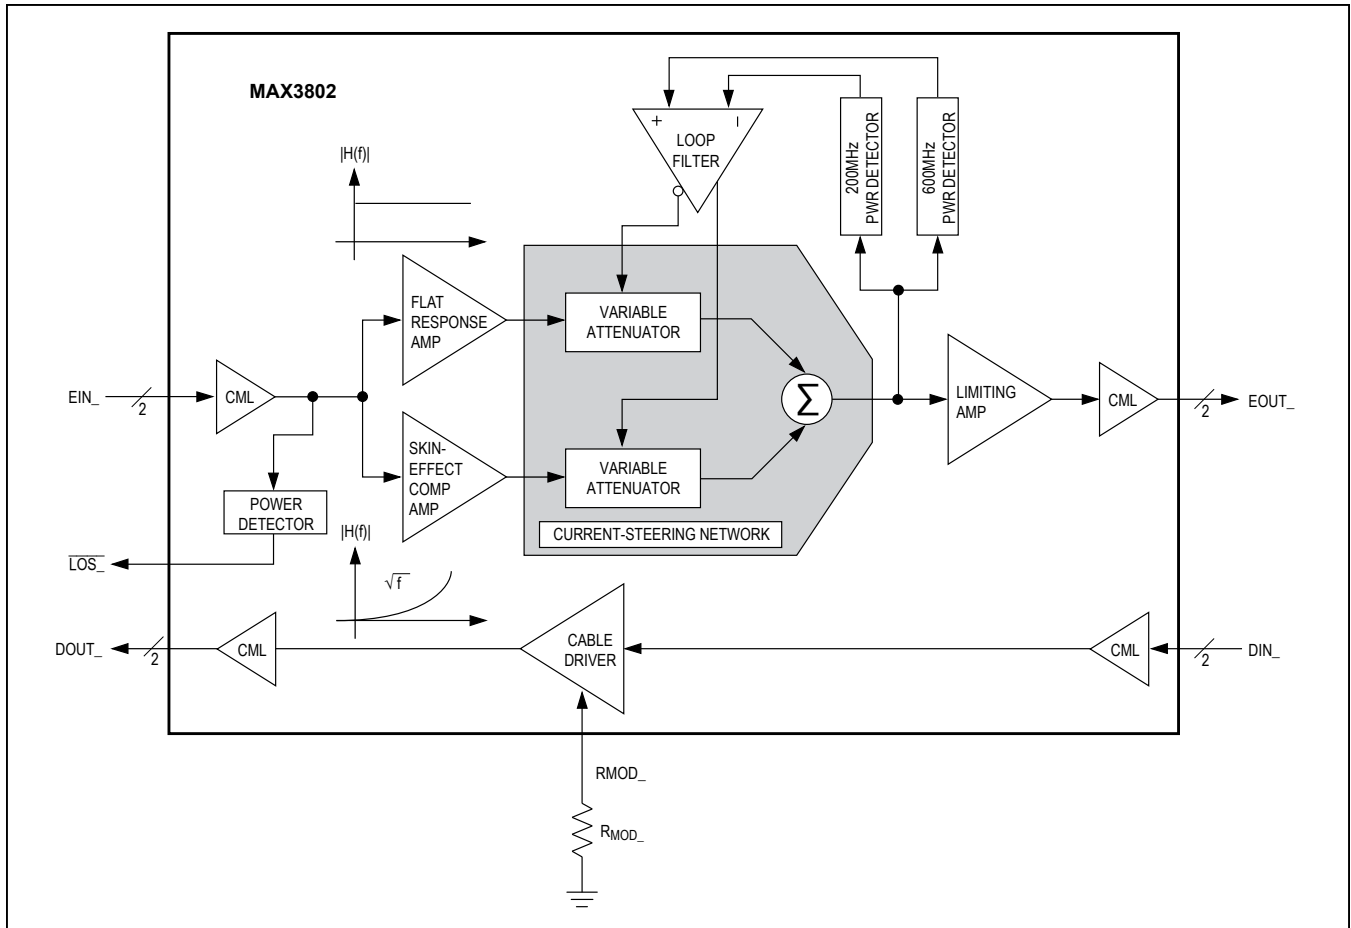 MAX3802
+
–
LOOP
FILTER
200MHz
PWR DETECTOR
600MHz
PWR DETECTOR
|H(f)|
FLAT
RESPONSE
AMP
VARIABLE
ATTENUATOR
EIN_
2
CML
Σ
LIMITING
AMP
CML
2
EOUT_
SKIN-
EFFECT
COMP
AMP
VARIABLE
ATTENUATOR
POWER
DETECTOR
CURRENT-STEERING NETWORK
LOS_
|H(f)|
√f
DOUT_
2
CML
CABLE
DRIVER
CML
2
DIN_
RMOD_
RMOD_